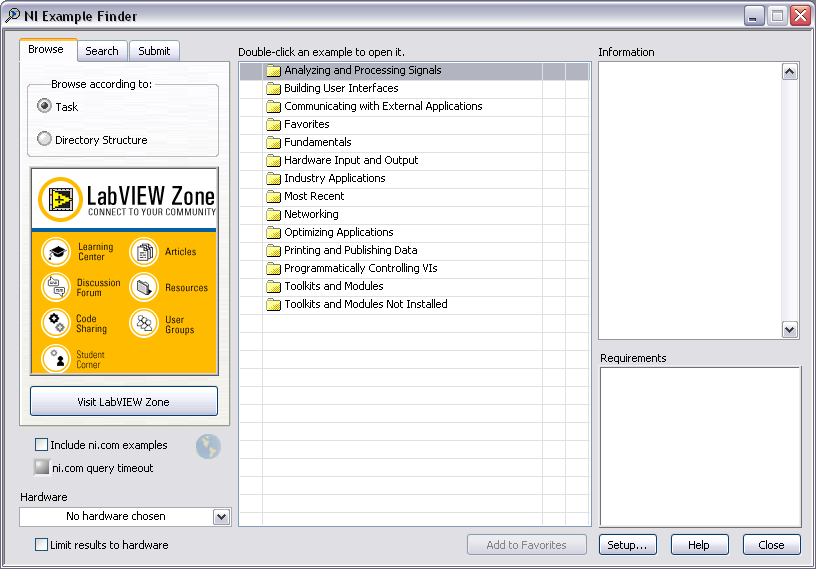 NI Example Finder
Browse
Search
Submit
Browse according to:
Task
Directory Structure
LabVIEW Zone
CONNECT TO YOUR COMMUNITY
Learning Center
Articles
Discussion Forum
Resources
Code Sharing
User Groups
Student Corner
Visit LabVIEW Zone
Include ni.com examples
ni.com query timeout
Hardware
No hardware chosen
Limit results to hardware
Double-click an example to open it.
Analyzing and Processing Signals
Building User Interfaces
Communicating with External Applications
Favorites
Fundamentals
Hardware Input and Output
Industry Applications
Most Recent
Networking
Optimizing Applications
Printing and Publishing Data
Programmatically Controlling VIs
Toolkits and Modules
Toolkits and Modules Not Installed
Information
Requirements
Add to Favorites
Setup...
Help
Close